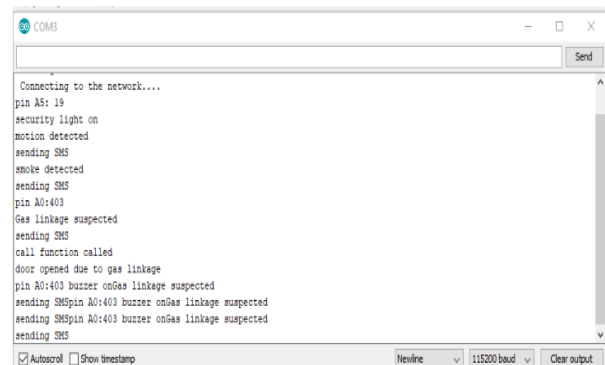 COM3
Send
Connecting to the network....
pin A5: 19
security light on
motion detected
sending SMS
smoke detected
sending SMS
pin A0:403
Gas linkage suspected
sending SMS
call function called
door opened due to gas linkage
pin A0:403 buzzer onGas linkage suspected
sending SMSpin A0:403 buzzer onGas linkage suspected
sending SMSpin A0:403 buzzer onGas linkage suspected
sending SMS
Autoscroll Show timestamp Newline 115200 baud Clear output